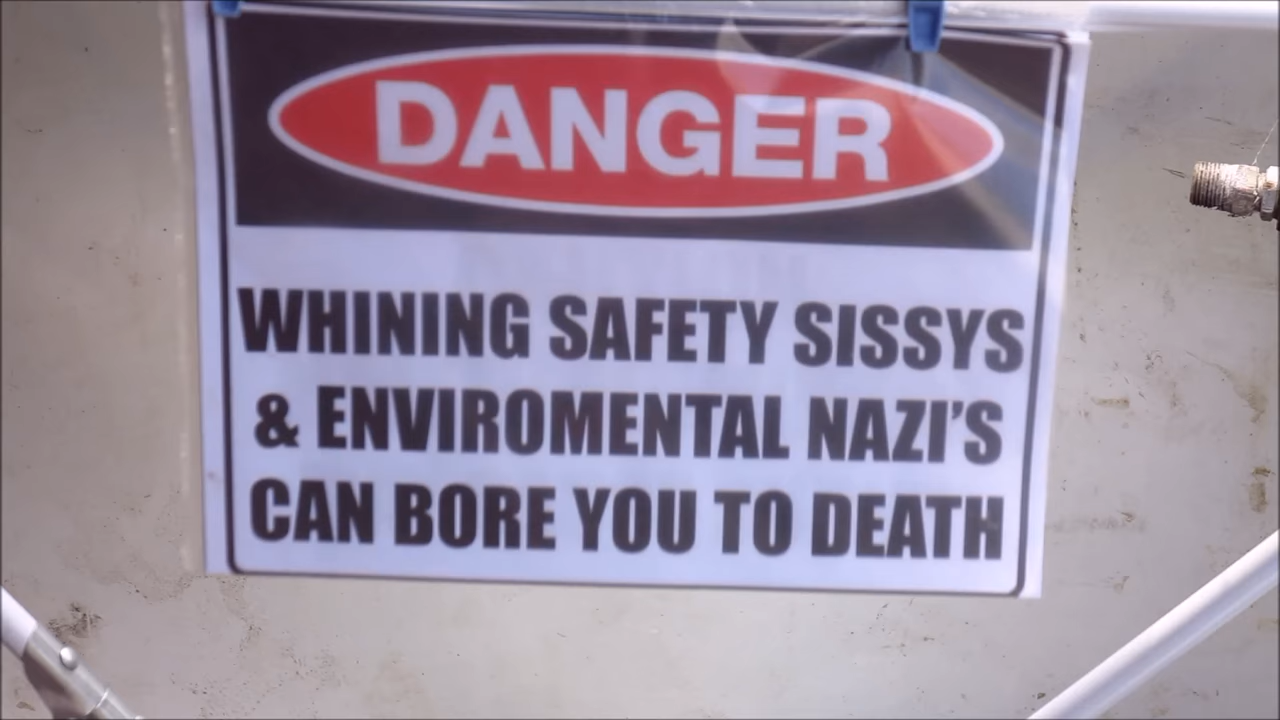 DANGER
WHINING SAFETY SISSYS
& ENVIROMENTAL NAZI'S
CAN BORE YOU TO DEATH